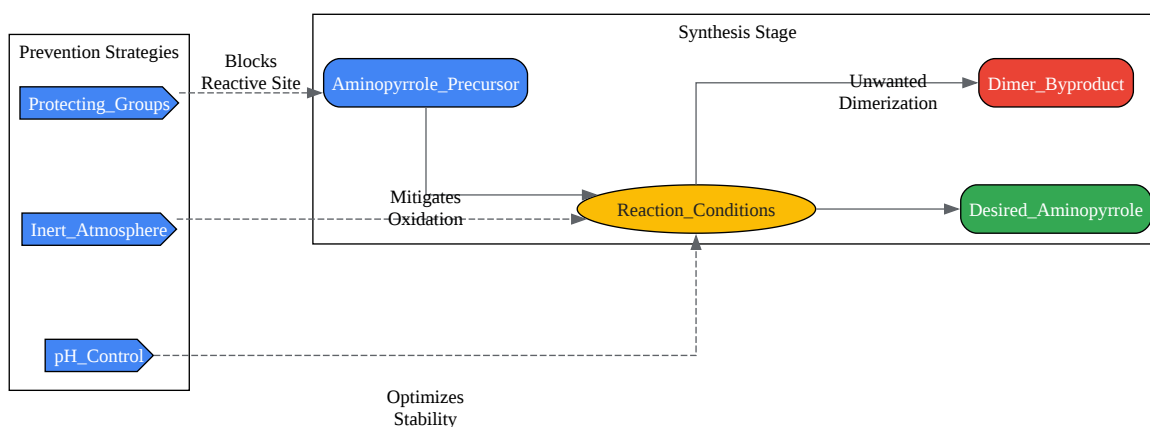 Prevention Strategies
Protecting_Groups
Inert_Atmosphere
pH_Control
Blocks
Reactive Site
Mitigates
Oxidation
Optimizes
Stability
Synthesis Stage
Aminopyrrole_Precursor
Reaction_Conditions
Unwanted
Dimerization
Dimer_Byproduct
Desired_Aminopyrrole